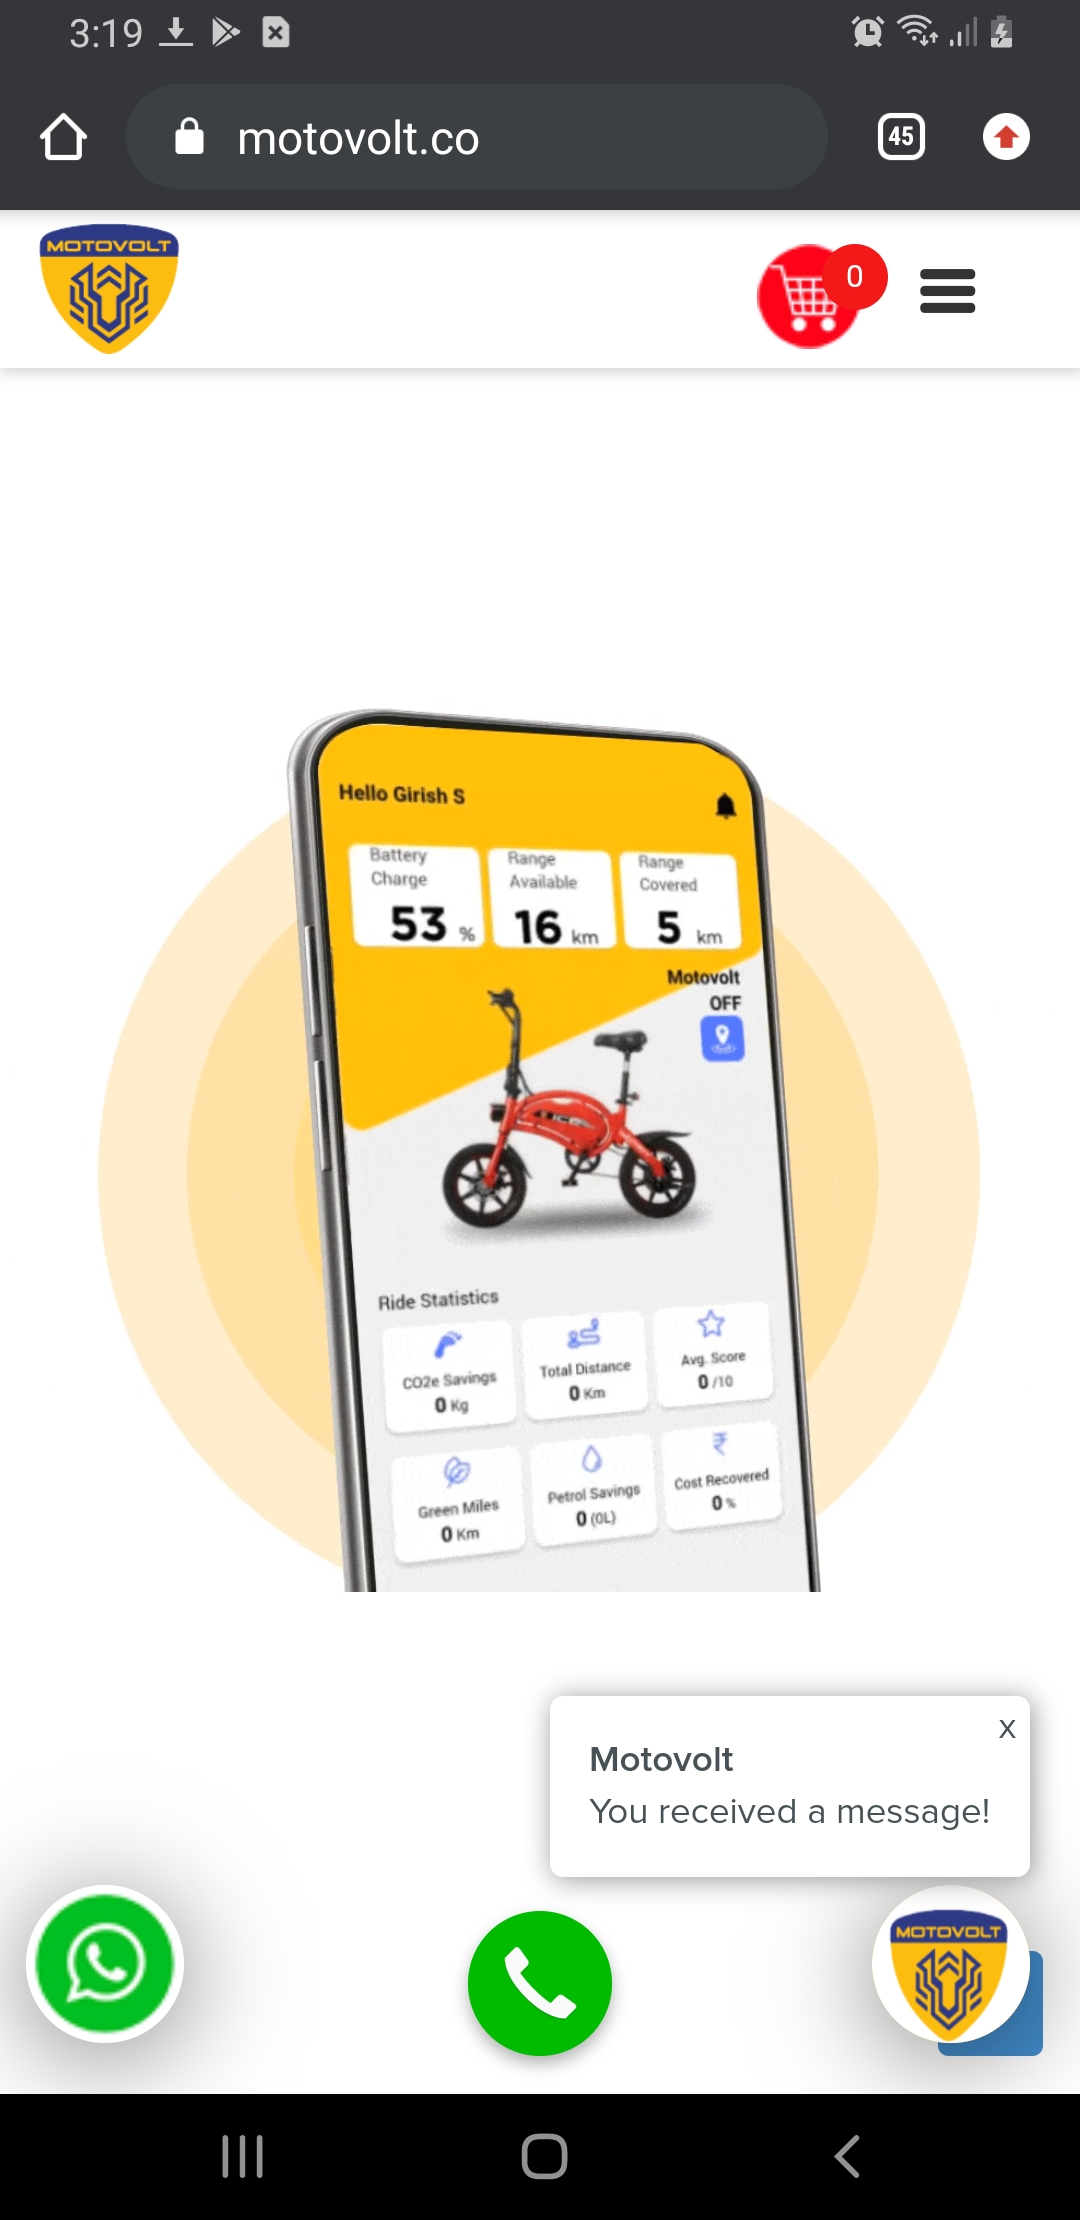 3:19
motovolt.co
45
MOTOVOLT
0
Hello Girish S
Battery Charge
53 %
Range Available
16 km
Range Covered
5 km
Motovolt
OFF
Ride Statistics
CO2e Savings
0 Kg
Total Distance
0 Km
Avg. Score
0 /10
Green Miles
0 Km
Petrol Savings
0 (0L)
₹
Cost Recovered
0 %
x
Motovolt
You received a message!
MOTOVOLT